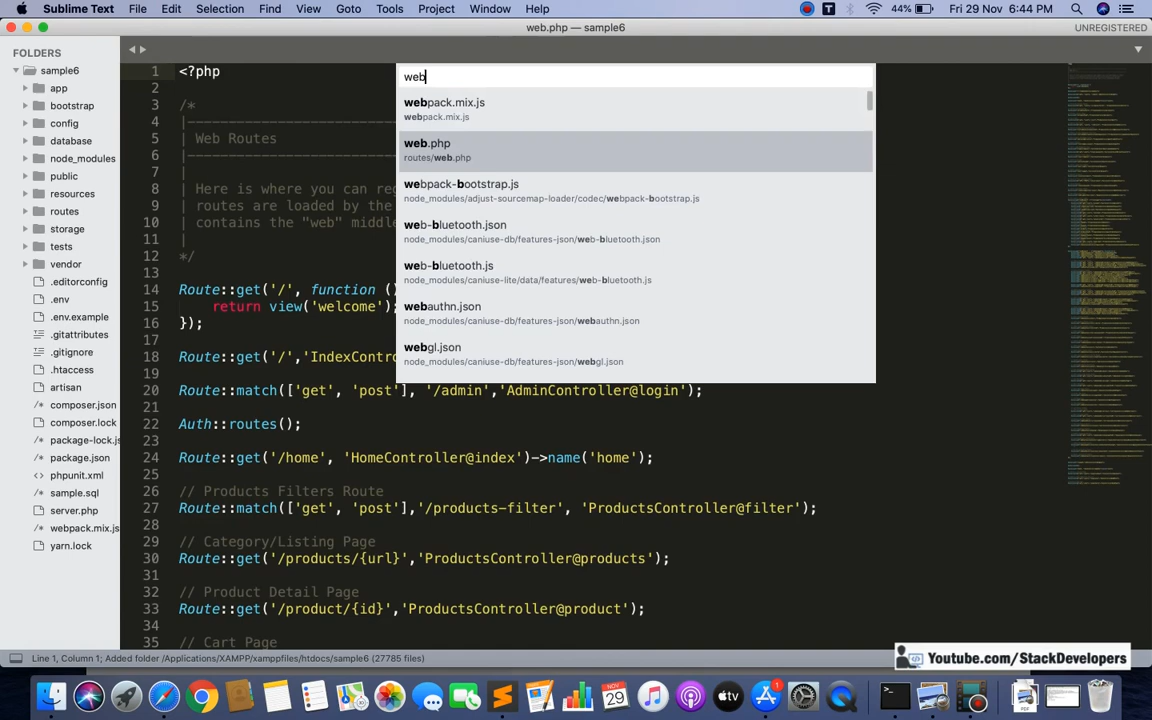 Sublime Text File Edit Selection Find View Goto Tools Project Window Help T 44% Fri 29 Nov 6:44 PM
web.php — sample6 UNREGISTERED
FOLDERS
sample6
app
bootstrap
config
database
node_modules
public
resources
routes
storage
tests
vendor
.editorconfig
.env
.env.example
.gitattributes
.gitignore
.htaccess
artisan
composer.json
composer.lock
package-lock.js
package.json
phpunit.xml
sample.sql
server.php
webpack.mix.js
yarn.lock
web
webpack.mix.js
webpack.mix.js
web.php
routes/web.php
webpack-bootstrap.js
node_modules/adjust-sourcemap-loader/codec/webpack-bootstrap.js
web-bluetooth.json
node_modules/caniuse-db/features-json/web-bluetooth.json
web-bluetooth.js
node_modules/caniuse-lite/data/features/web-bluetooth.js
webauthn.json
node_modules/caniuse-db/features-json/webauthn.json
webgl.json
node_modules/caniuse-db/features-json/webgl.json
1 <?php
2
3 /*
4 |--------------------------
5 | Web Routes
6 |--------------------------
7 |
8 | Here is where you can re
9 | routes are loaded by the
10 | contains the "web" middl
11 |
12 */
13
14 Route::get('/', function ()
15     return view('welcome');
16 });
17
18 Route::get('/','IndexContr
19
20 Route::match(['get', 'post'], '/admin','AdminController@login');
21
22 Auth::routes();
23
24 Route::get('/home', 'HomeController@index')->name('home');
25
26 // Products Filters Route
27 Route::match(['get', 'post'],'/products-filter', 'ProductsController@filter');
28
29 // Category/Listing Page
30 Route::get('/products/{url}','ProductsController@products');
31
32 // Product Detail Page
33 Route::get('/product/{id}','ProductsController@product');
34
35 // Cart Page
Line 1, Column 1; Added folder /Applications/XAMPP/xamppfiles/htdocs/sample6 (27785 files)
Youtube.com/StackDevelopers
NOV
29
tv
1